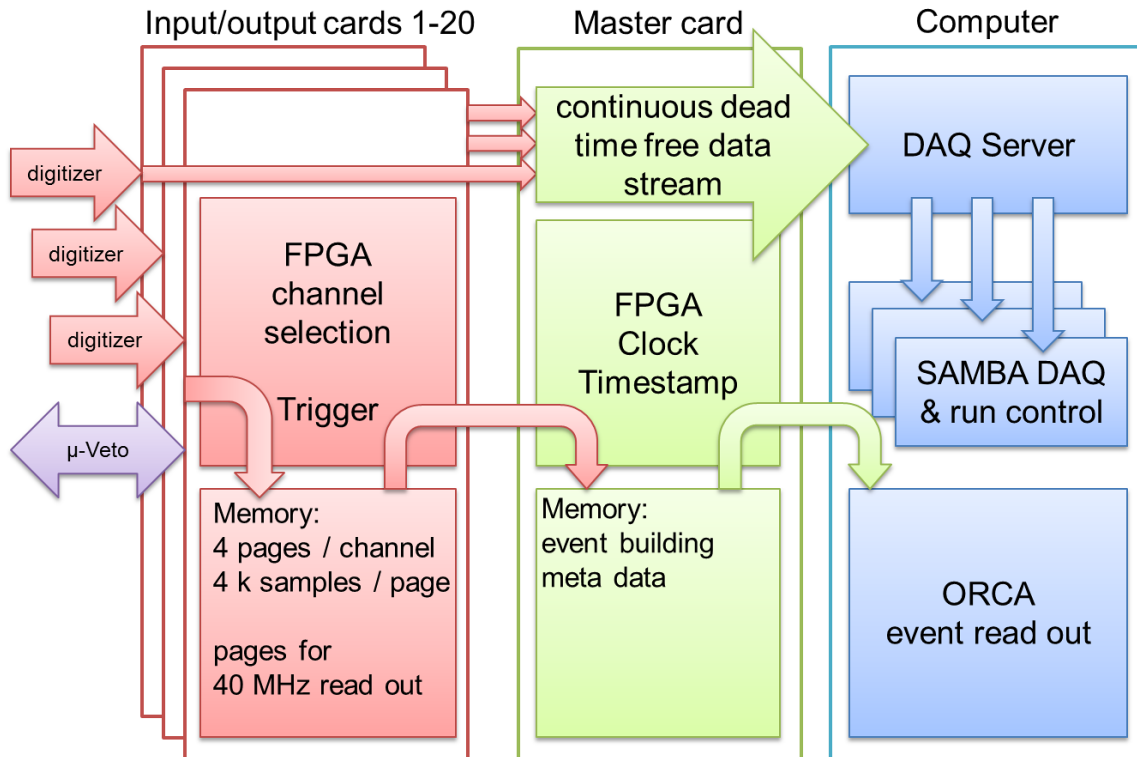 Input/output cards 1-20
Master card
Computer
digitizer
digitizer
digitizer
µ-Veto
FPGA
channel
selection
Trigger
Memory:
4 pages / channel
4 k samples / page
pages for
40 MHz read out
continuous dead
time free data
stream
FPGA
Clock
Timestamp
Memory:
event building
meta data
DAQ Server
SAMBA DAQ
& run control
ORCA
event read out